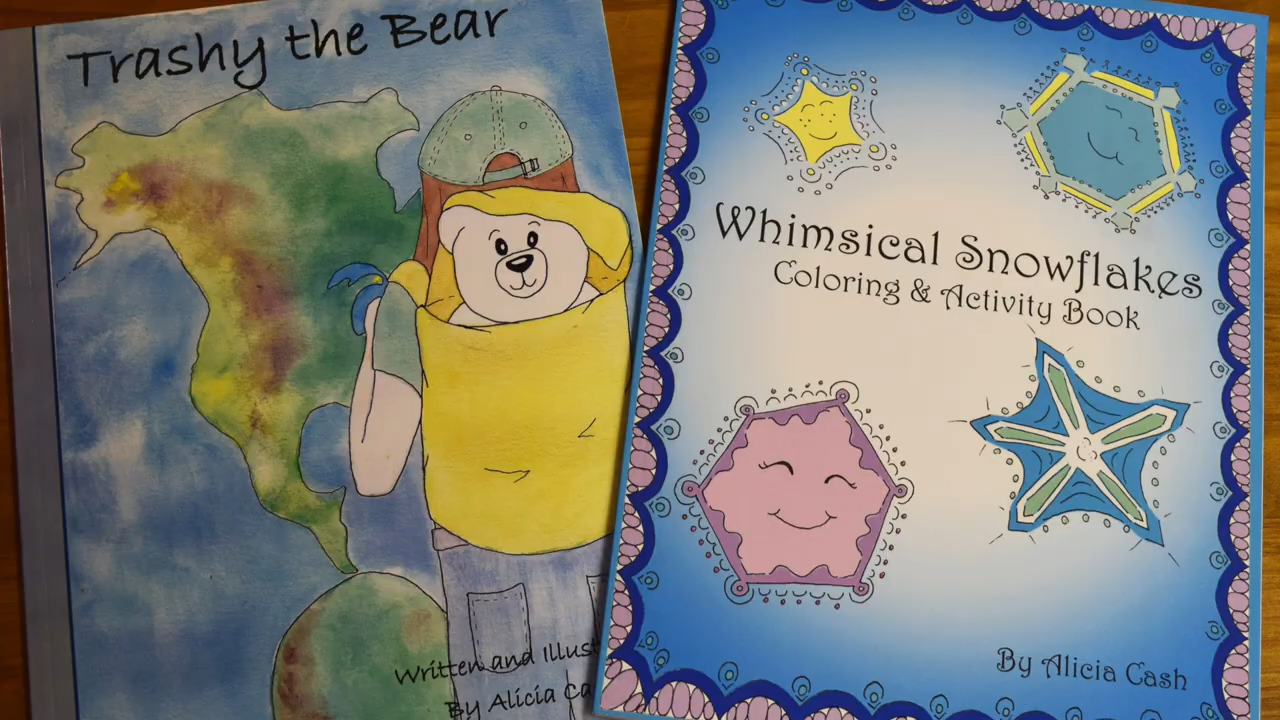 Trashy the Bear
Written and Illust
By Alicia Ca
Whimsical Snowflakes
Coloring & Activity Book
By Alicia Cash